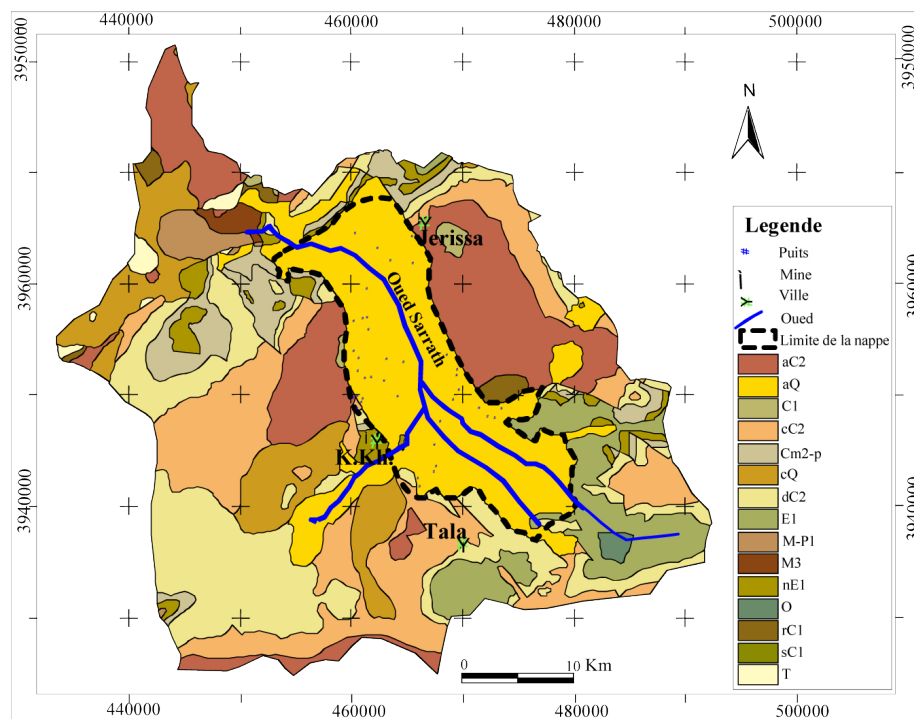 440000 460000 480000 500000
3950000 3950000
N
Jerissa
3960000 3960000
Oued Sarrath
K.Kh.
3940000 3940000
Tala
0 10 Km
440000 460000 480000 500000
Legende
Puits
Mine
Ville
Oued
Limite de la nappe
aC2
aQ
C1
cC2
Cm2-p
cQ
dC2
E1
M-P1
M3
nE1
O
rC1
sC1
T